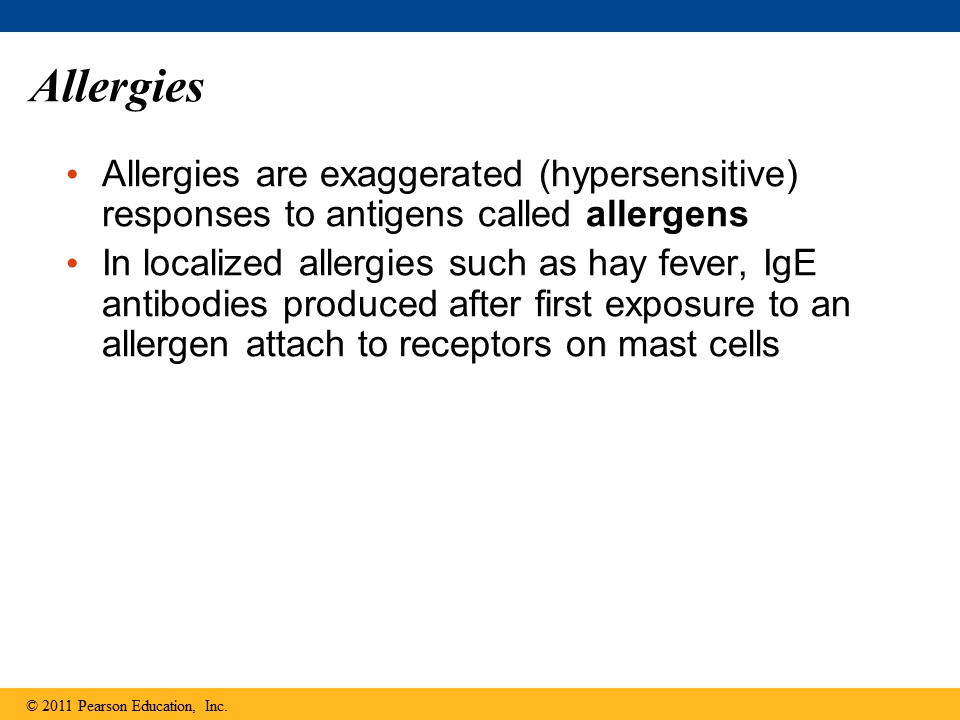 Allergies
• Allergies are exaggerated (hypersensitive)
responses to antigens called allergens
• In localized allergies such as hay fever, IgE
antibodies produced after first exposure to an
allergen attach to receptors on mast cells
© 2011 Pearson Education, Inc.